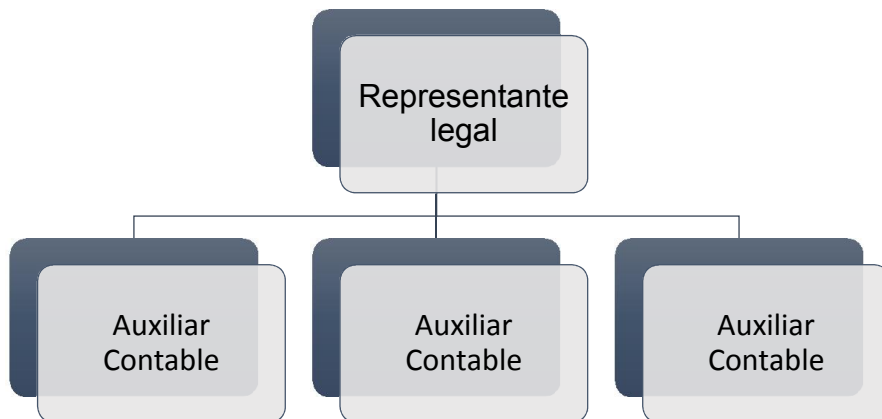 Representante
legal
Auxiliar
Contable
Auxiliar
Contable
Auxiliar
Contable